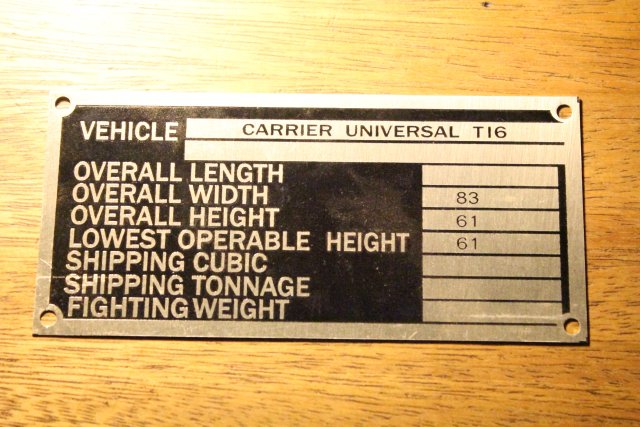 VEHICLE CARRIER UNIVERSAL T16
OVERALL LENGTH
OVERALL WIDTH 83
OVERALL HEIGHT 61
LOWEST OPERABLE HEIGHT 61
SHIPPING CUBIC
SHIPPING TONNAGE
FIGHTING WEIGHT